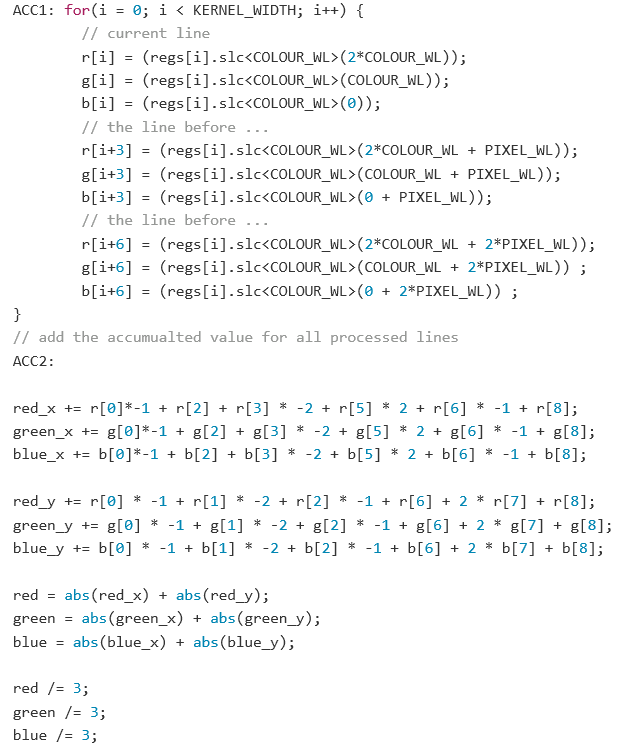 ACC1: for(i = 0; i < KERNEL_WIDTH; i++) {
// current line
r[i] = (regs[i].slc<COLOUR_WL>(2*COLOUR_WL));
g[i] = (regs[i].slc<COLOUR_WL>(COLOUR_WL));
b[i] = (regs[i].slc<COLOUR_WL>(0));
// the line before ...
r[i+3] = (regs[i].slc<COLOUR_WL>(2*COLOUR_WL + PIXEL_WL));
g[i+3] = (regs[i].slc<COLOUR_WL>(COLOUR_WL + PIXEL_WL));
b[i+3] = (regs[i].slc<COLOUR_WL>(0 + PIXEL_WL));
// the line before ...
r[i+6] = (regs[i].slc<COLOUR_WL>(2*COLOUR_WL + 2*PIXEL_WL));
g[i+6] = (regs[i].slc<COLOUR_WL>(COLOUR_WL + 2*PIXEL_WL)) ;
b[i+6] = (regs[i].slc<COLOUR_WL>(0 + 2*PIXEL_WL)) ;
}
// add the accumualted value for all processed lines
ACC2:
red_x += r[0]*-1 + r[2] + r[3] * -2 + r[5] * 2 + r[6] * -1 + r[8];
green_x += g[0]*-1 + g[2] + g[3] * -2 + g[5] * 2 + g[6] * -1 + g[8];
blue_x += b[0]*-1 + b[2] + b[3] * -2 + b[5] * 2 + b[6] * -1 + b[8];
red_y += r[0] * -1 + r[1] * -2 + r[2] * -1 + r[6] + 2 * r[7] + r[8];
green_y += g[0] * -1 + g[1] * -2 + g[2] * -1 + g[6] + 2 * g[7] + g[8];
blue_y += b[0] * -1 + b[1] * -2 + b[2] * -1 + b[6] + 2 * b[7] + b[8];
red = abs(red_x) + abs(red_y);
green = abs(green_x) + abs(green_y);
blue = abs(blue_x) + abs(blue_y);
red /= 3;
green /= 3;
blue /= 3;